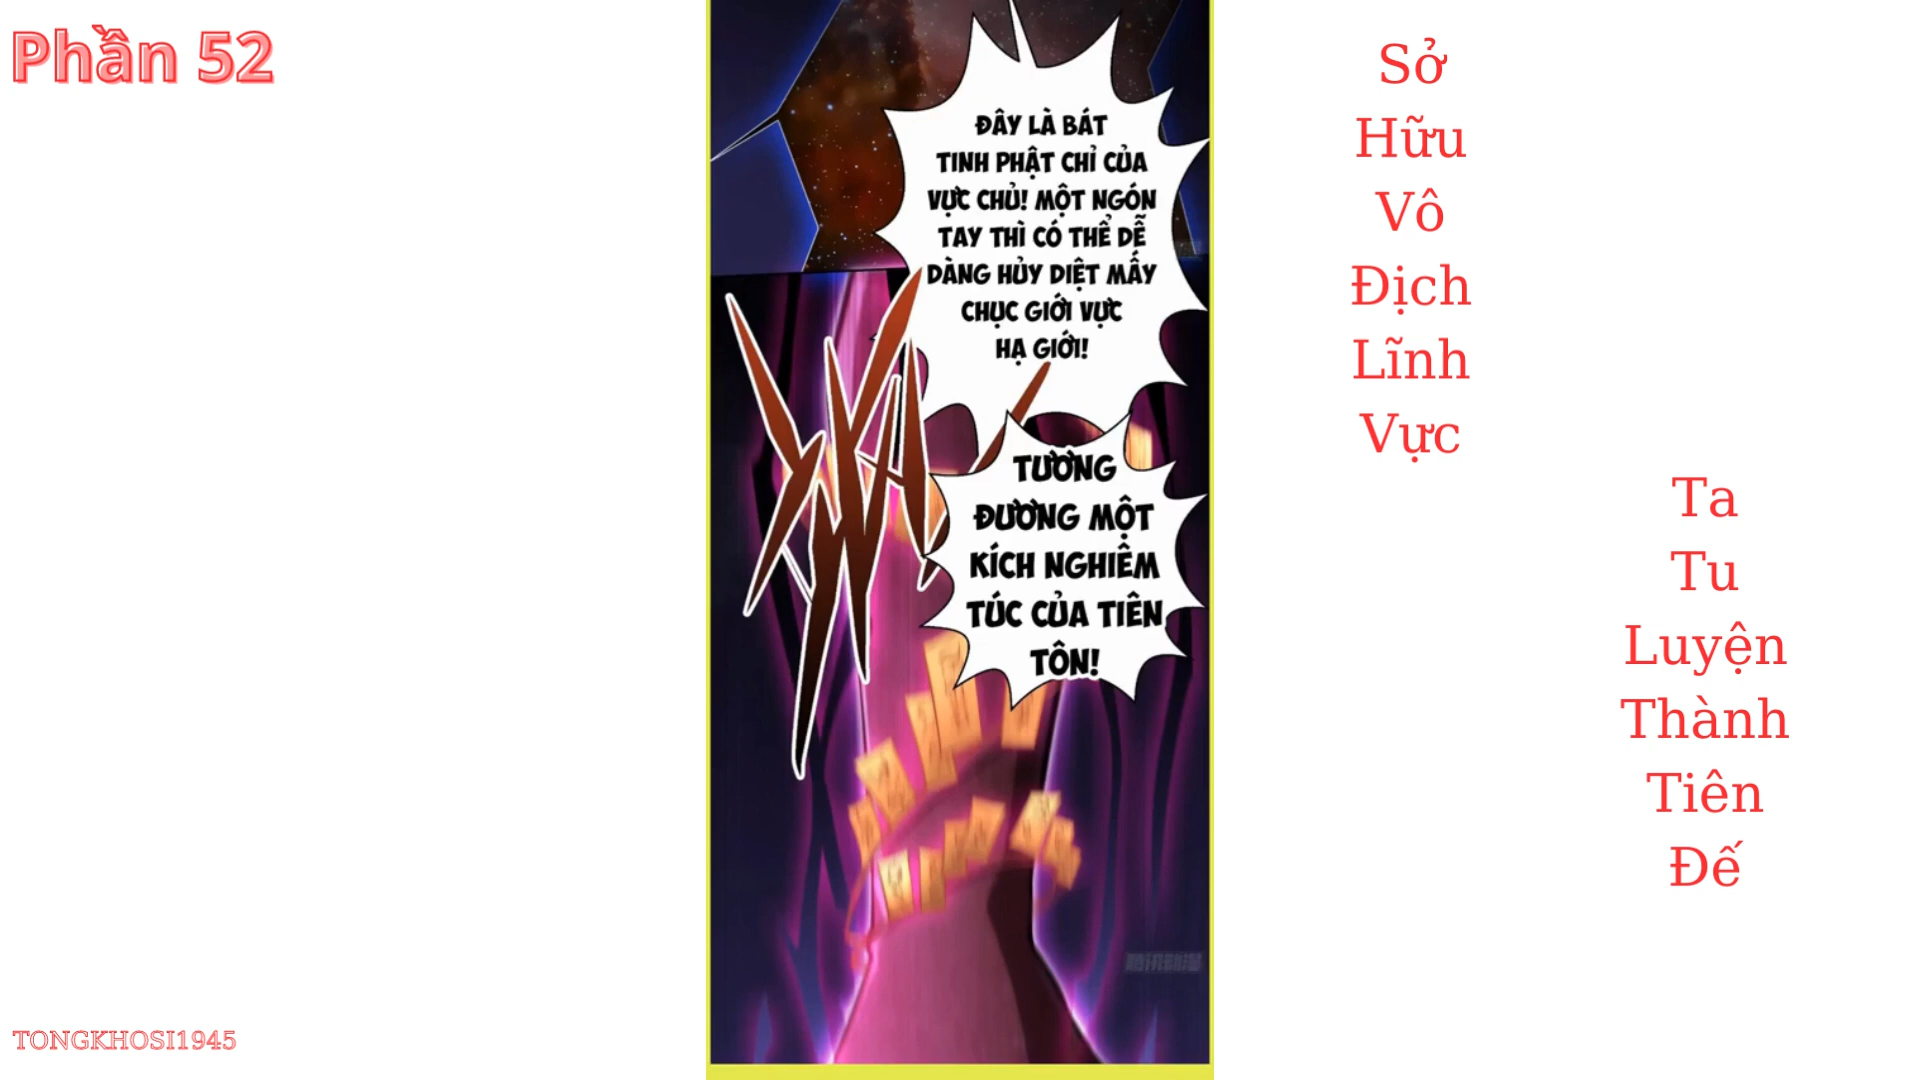 Phần 52
ĐÂY LÀ BÁT
TINH PHẬT CHỈ CỦA
VỰC CHỦ! MỘT NGÓN
TAY THÌ CÓ THỂ DỄ
DÀNG HỦY DIỆT MẤY
CHỤC GIỚI VỰC
HẠ GIỚI!
TƯƠNG
ĐƯƠNG MỘT
KÍCH NGHIÊM
TÚC CỦA TIÊN
TÔN!
Sở
Hữu
Vô
Địch
Lĩnh
Vực
Ta
Tu
Luyện
Thành
Tiên
Đế
TONGKHOSI1945